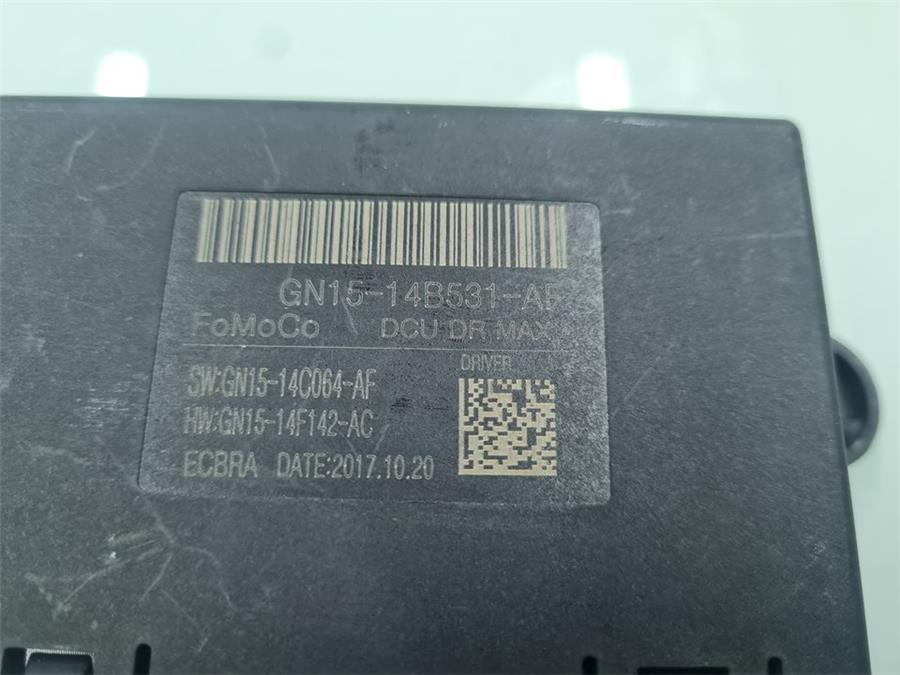 GN15-14B531-AF
FoMoCo DCU DR MAX
DRIVER
SW:GN15-14C064-AF
HW:GN15-14F142-AC
ECBRA DATE:2017.10.20